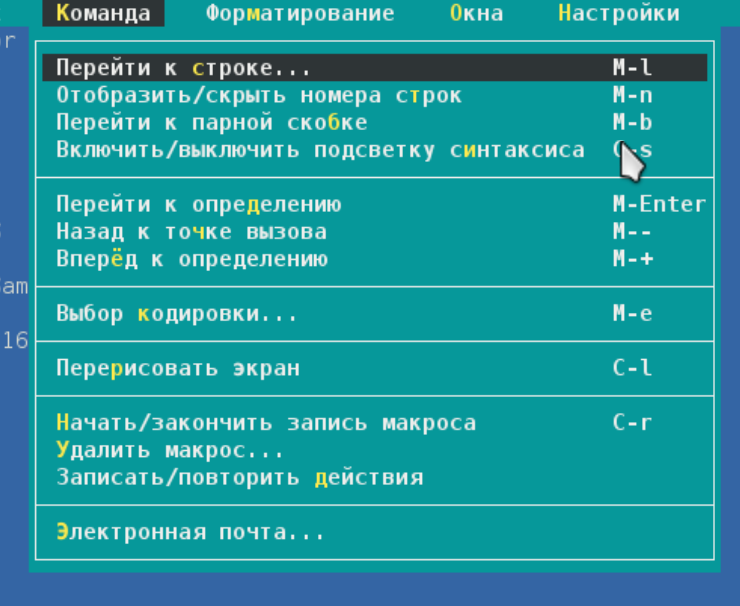 Команда Форматирование Окна Настройки
Перейти к строке... M-l
Отобразить/скрыть номера строк M-n
Перейти к парной скобке M-b
Включить/выключить подсветку синтаксиса C-s
Перейти к определению M-Enter
Назад к точке вызова M--
Вперёд к определению M-+
Выбор кодировки... M-e
16
Перерисовать экран C-l
Начать/закончить запись макроса C-r
Удалить макрос...
Записать/повторить действия
Электронная почта...